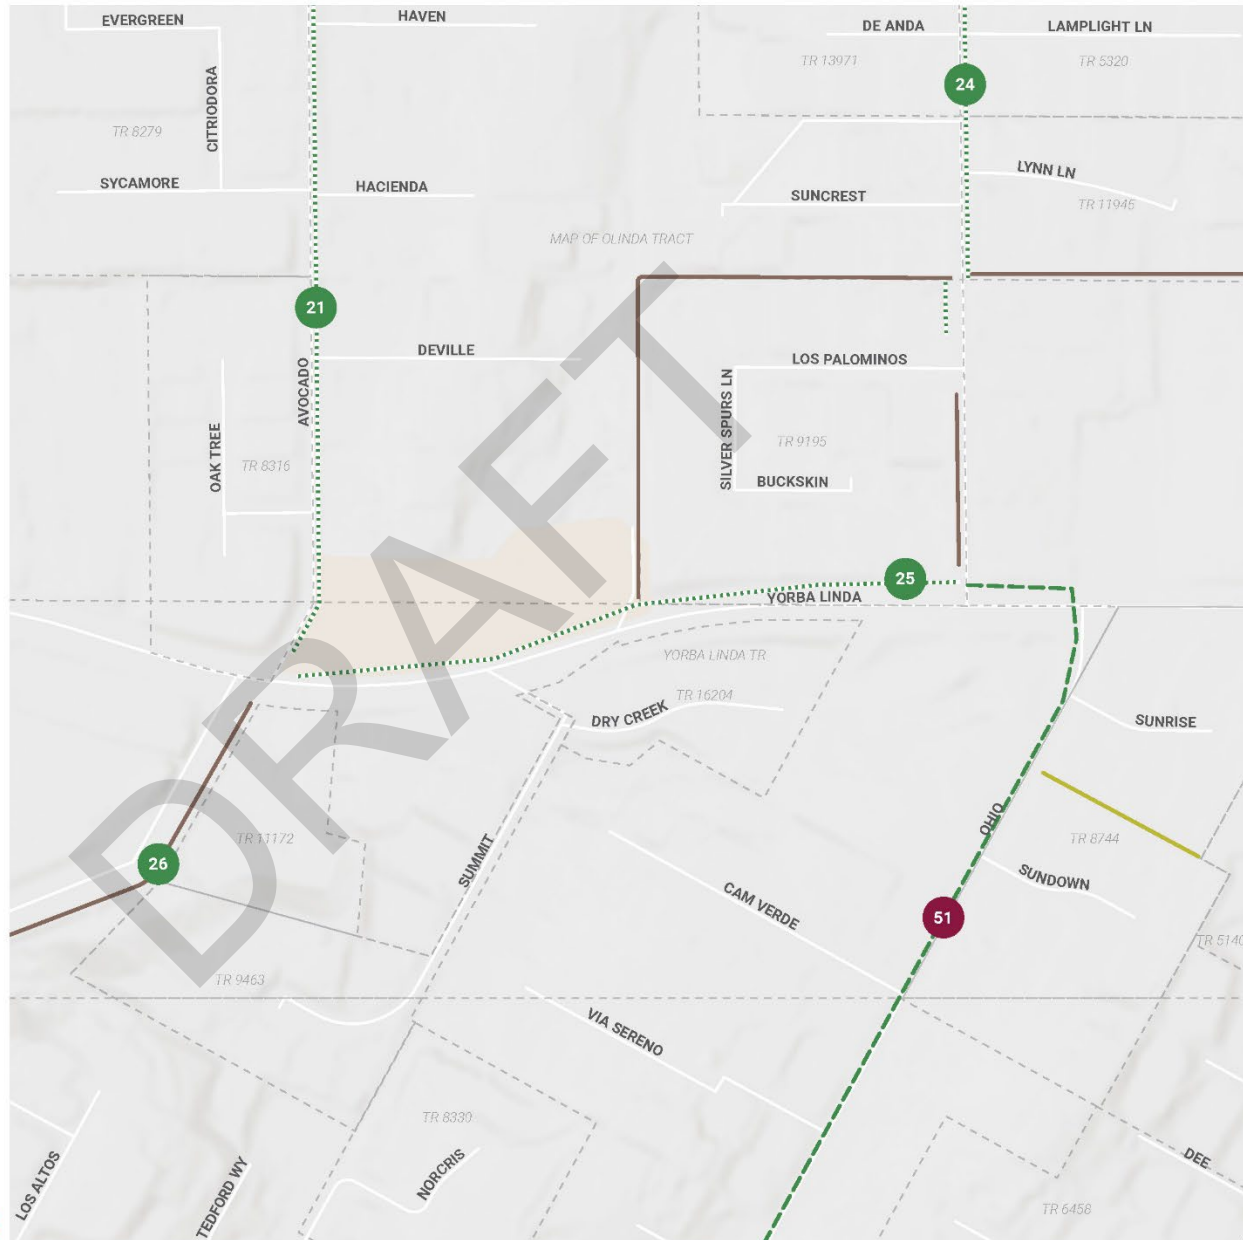 EVERGREEN
HAVEN
DE ANDA
LAMPLIGHT LN
TR 13971
TR 5320
24
CITRIODORA
TR 8279
SYCAMORE
HACIENDA
LYNN LN
SUNCREST
TR 11945
MAP OF OLINDA TRACT
21
DEVILLE
LOS PALOMINOS
AVOCADO
SILVER SPURS LN
OAK TREE
TR 8316
TR 9195
BUCKSKIN
25
YORBA LINDA
YORBA LINDA TR
TR 16204
DRY CREEK
SUNRISE
OHIO
TR 8744
TR 11172
26
SUMMIT
SUNDOWN
CAM VERDE
51
TR 5140
TR 9463
VIA SERENO
TR 8330
NORCRIS
DEE
LOS ALTOS
TEDFORD WY
TR 6458
DRAFT